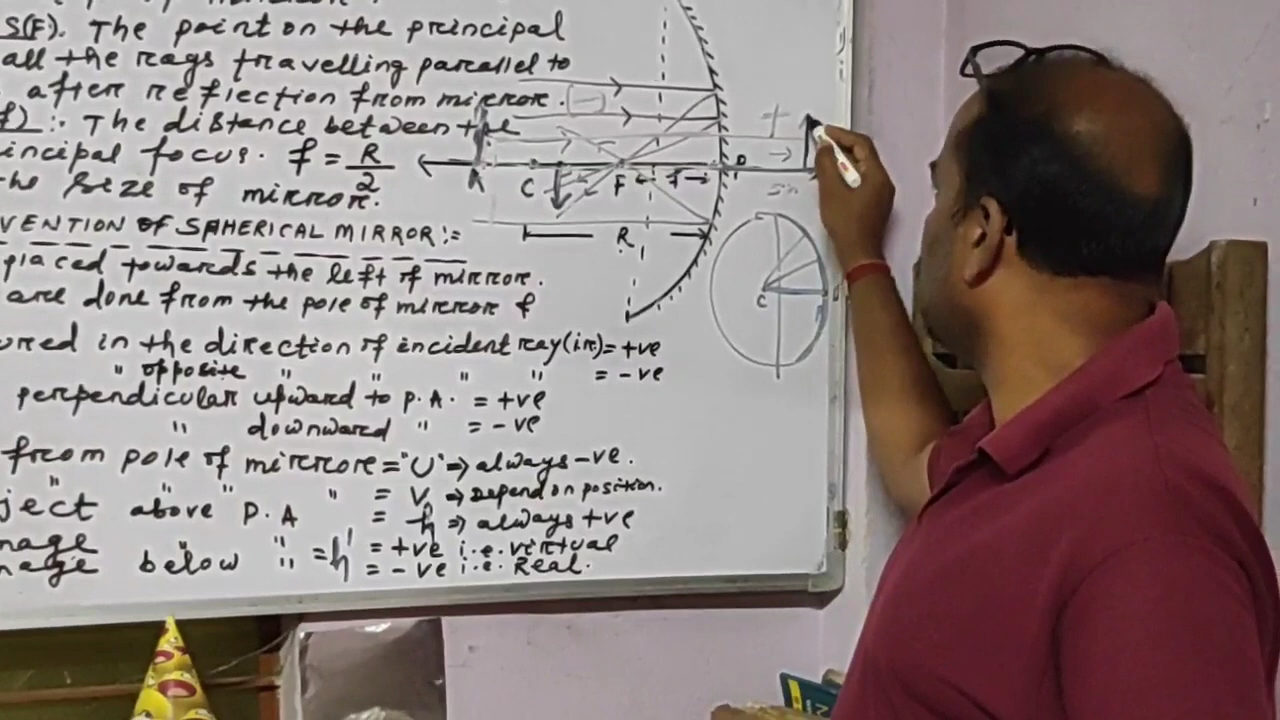 S(F). The point on the principal
all the rays travelling parallel to
after reflection from mirror.
f) :- The distance between the
incipal focus. f = R/2
the size of mirror.
VENTION OF SPHERICAL MIRROR :=
placed towards the left of mirror.
are done from the pole of mirror &
ured in the direction of incident ray (ir) = +ve
" opposite " " " " = -ve
perpendicular upward to P.A. = +ve
" downward " = -ve
from pole of mirror = "U" => always -ve.
" " " " = V => Depend on position.
ject above P.A = h => always +ve
mage " " = h' = +ve i.e. virtual
mage below " = -ve i.e. Real.
C F f P
R
+
C P